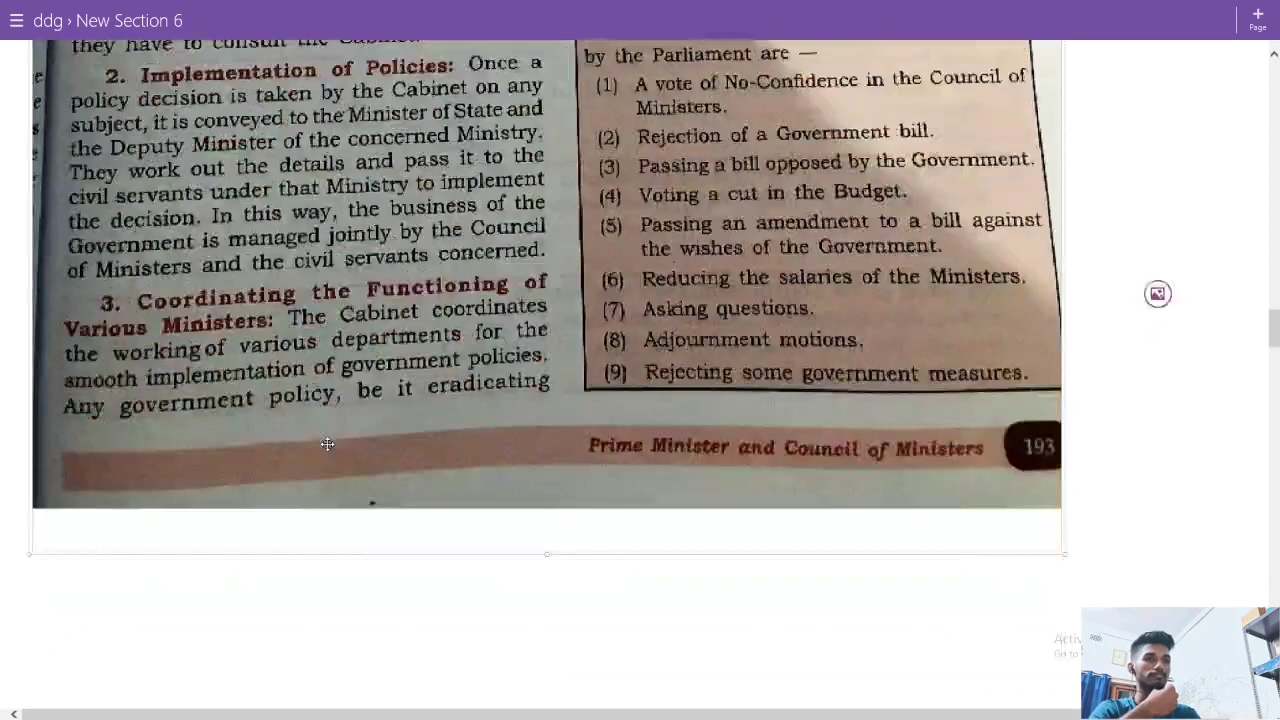 ddg › New Section 6
Page
they have to consult the
2. Implementation of Policies: Once a
policy decision is taken by the Cabinet on any
subject, it is conveyed to the Minister of State and
the Deputy Minister of the concerned Ministry.
They work out the details and pass it to the
civil servants under that Ministry to implement
the decision. In this way, the business of the
Government is managed jointly by the Council
of Ministers and the civil servants concerned.
3. Coordinating the Functioning of
Various Ministers: The Cabinet coordinates
the working of various departments for the
smooth implementation of government policies.
Any government policy, be it eradicating
by the Parliament are —
(1) A vote of No-Confidence in the Council of
Ministers.
(2) Rejection of a Government bill.
(3) Passing a bill opposed by the Government.
(4) Voting a cut in the Budget.
(5) Passing an amendment to a bill against
the wishes of the Government.
(6) Reducing the salaries of the Ministers.
(7) Asking questions.
(8) Adjournment motions.
(9) Rejecting some government measures.
Prime Minister and Council of Ministers 193
Go to